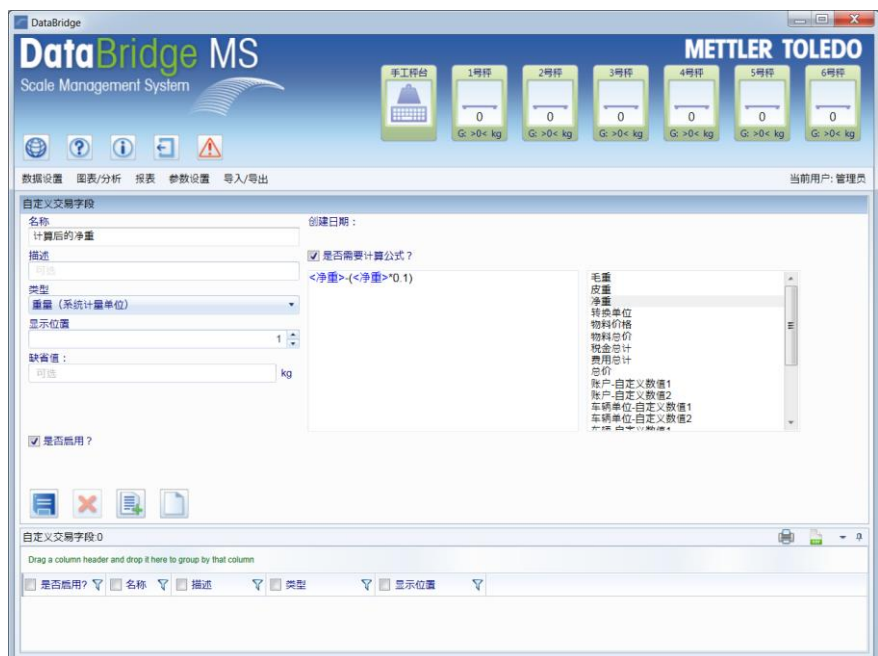 DataBridge
DataBridge MS
METTLER TOLEDO
Scale Management System
手工秤台 1号秤 2号秤 3号秤 4号秤 5号秤 6号秤
0 0 0 0 0 0
G: >0< kg G: >0< kg G: >0< kg G: >0< kg G: >0< kg G: >0< kg
数据设置 图表/分析 报表 参数设置 导入/导出 当前用户: 管理员
自定义交易字段
名称 创建日期：
计算后的净重
描述 是否需要计算公式？
可选 <净重>-(<净重>*0.1) 毛重
皮重
类型
净重
重量（系统计量单位）
转换单位
显示位置 物料价格
1 物料总价
税金总计
缺省值： 费用总计
可选 kg 总价
账户-自定义数值1
账户-自定义数值2
车辆单位-自定义数值1
车辆单位-自定义数值2
车辆-自定义数值1
是否启用？
自定义交易字段:0
Drag a column header and drop it here to group by that column
是否启用? 名称 描述 类型 显示位置